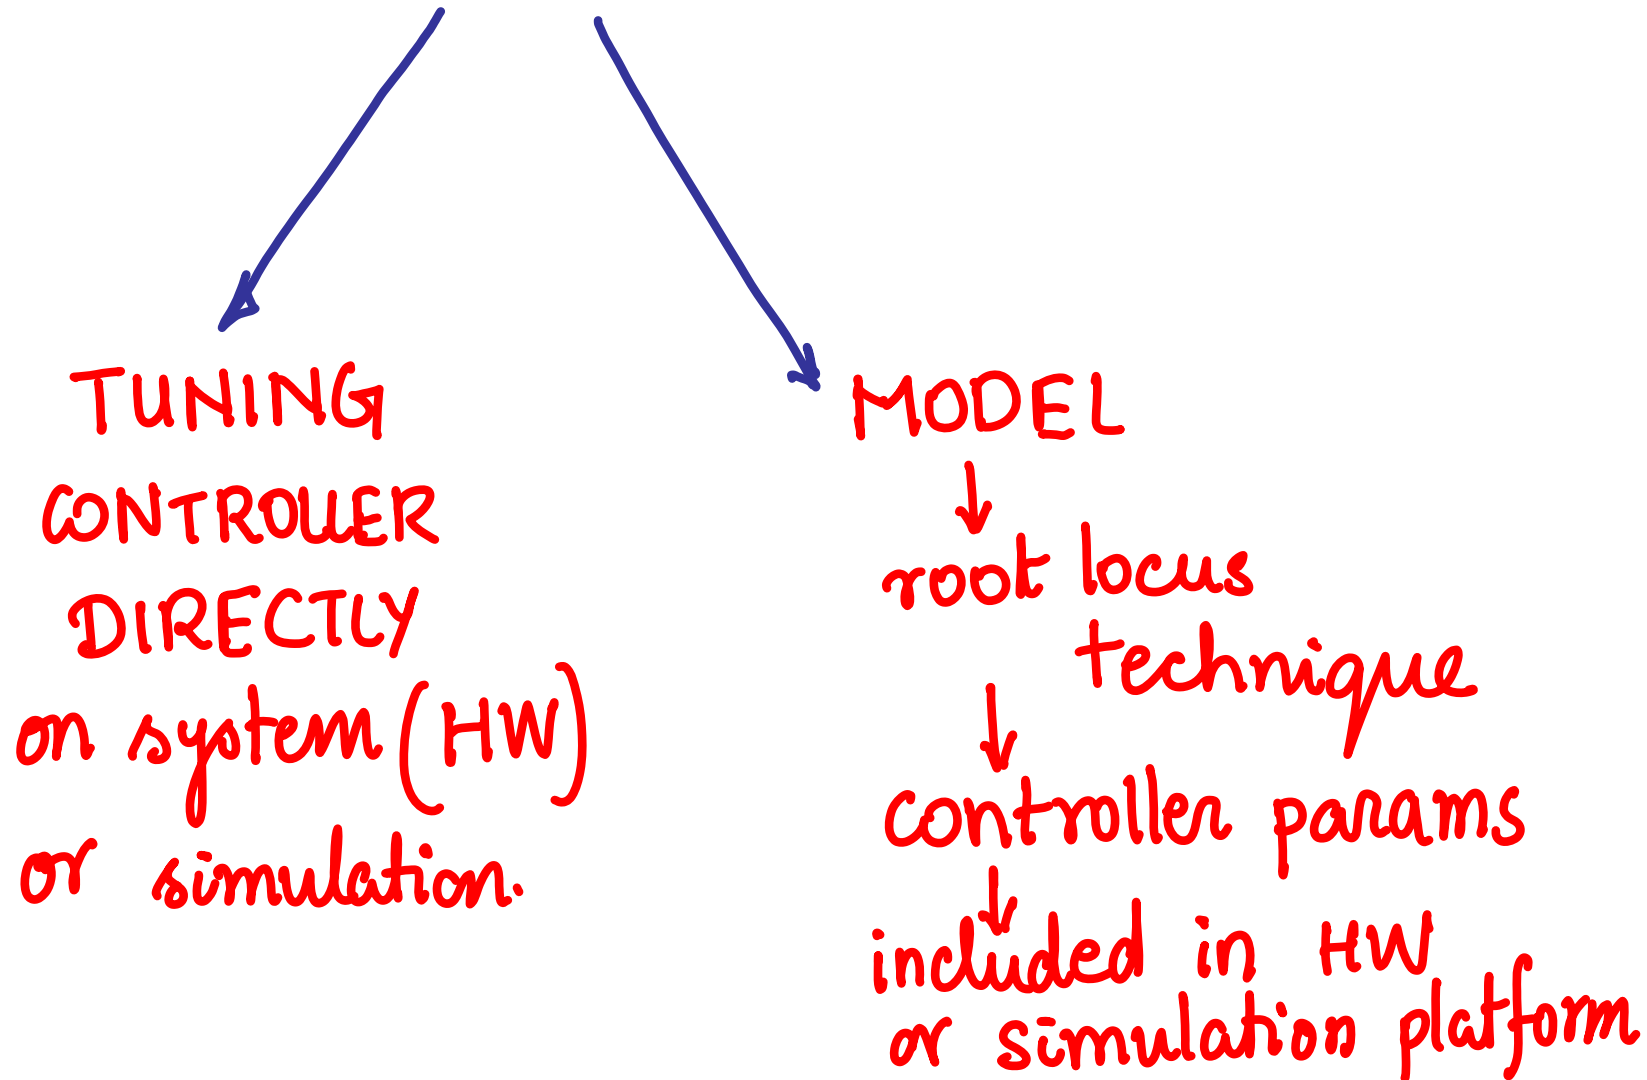 TUNING
CONTROLLER
DIRECTLY
on system (HW)
or simulation.
MODEL
root locus
technique
controller params
included in HW
or simulation platform